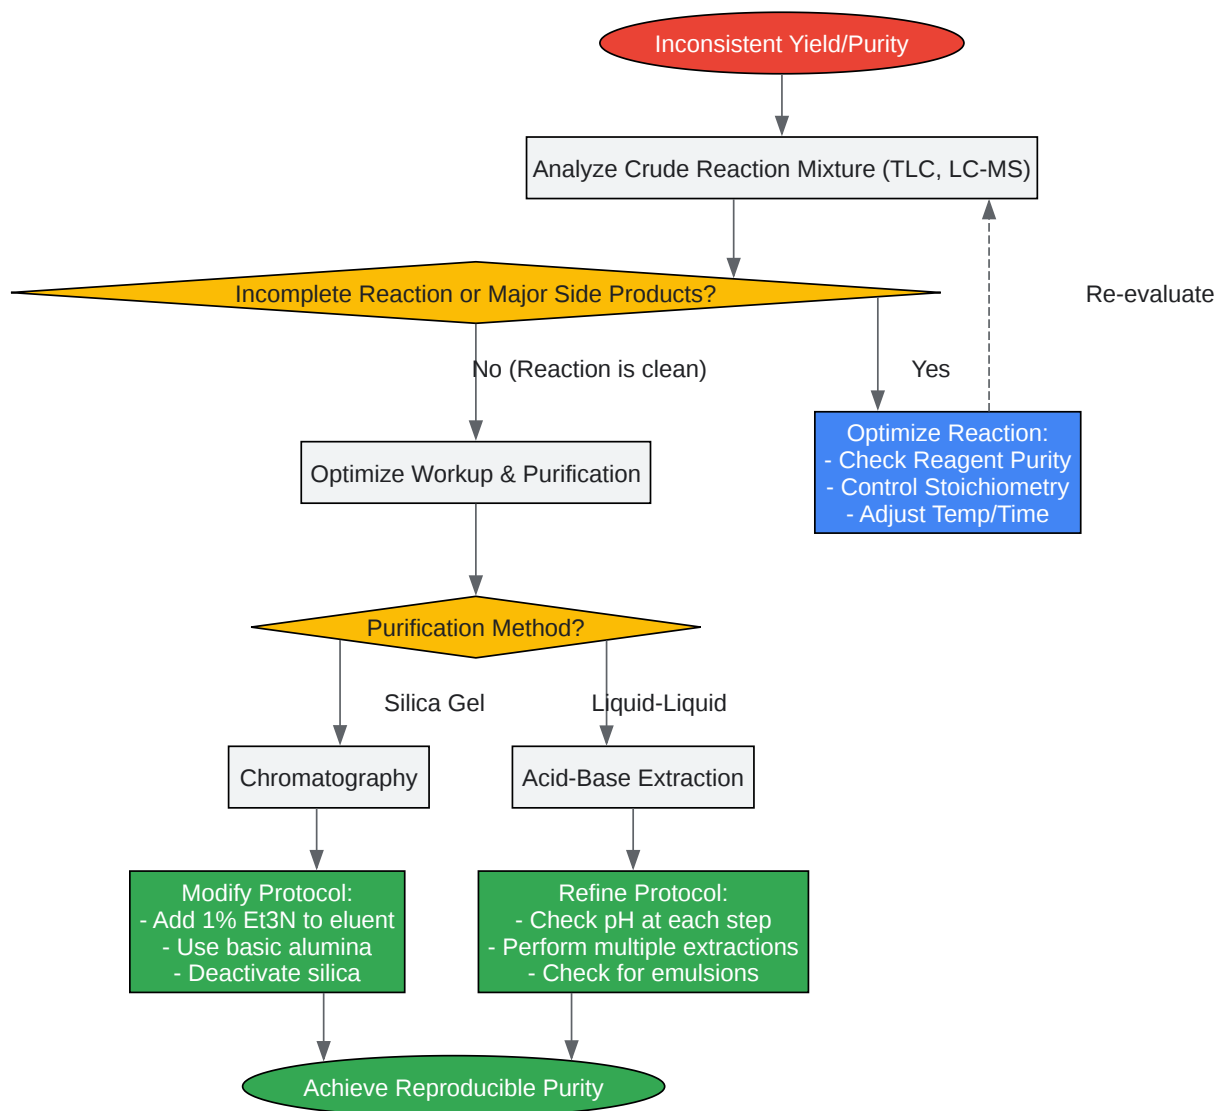 Inconsistent Yield/Purity
Analyze Crude Reaction Mixture (TLC, LC-MS)
Incomplete Reaction or Major Side Products?
Re-evaluate
No (Reaction is clean)
Yes
Optimize Reaction:
- Check Reagent Purity
- Control Stoichiometry
- Adjust Temp/Time
Optimize Workup & Purification
Purification Method?
Silica Gel
Liquid-Liquid
Chromatography
Acid-Base Extraction
Modify Protocol:
- Add 1% Et3N to eluent
- Use basic alumina
- Deactivate silica
Refine Protocol:
- Check pH at each step
- Perform multiple extractions
- Check for emulsions
Achieve Reproducible Purity